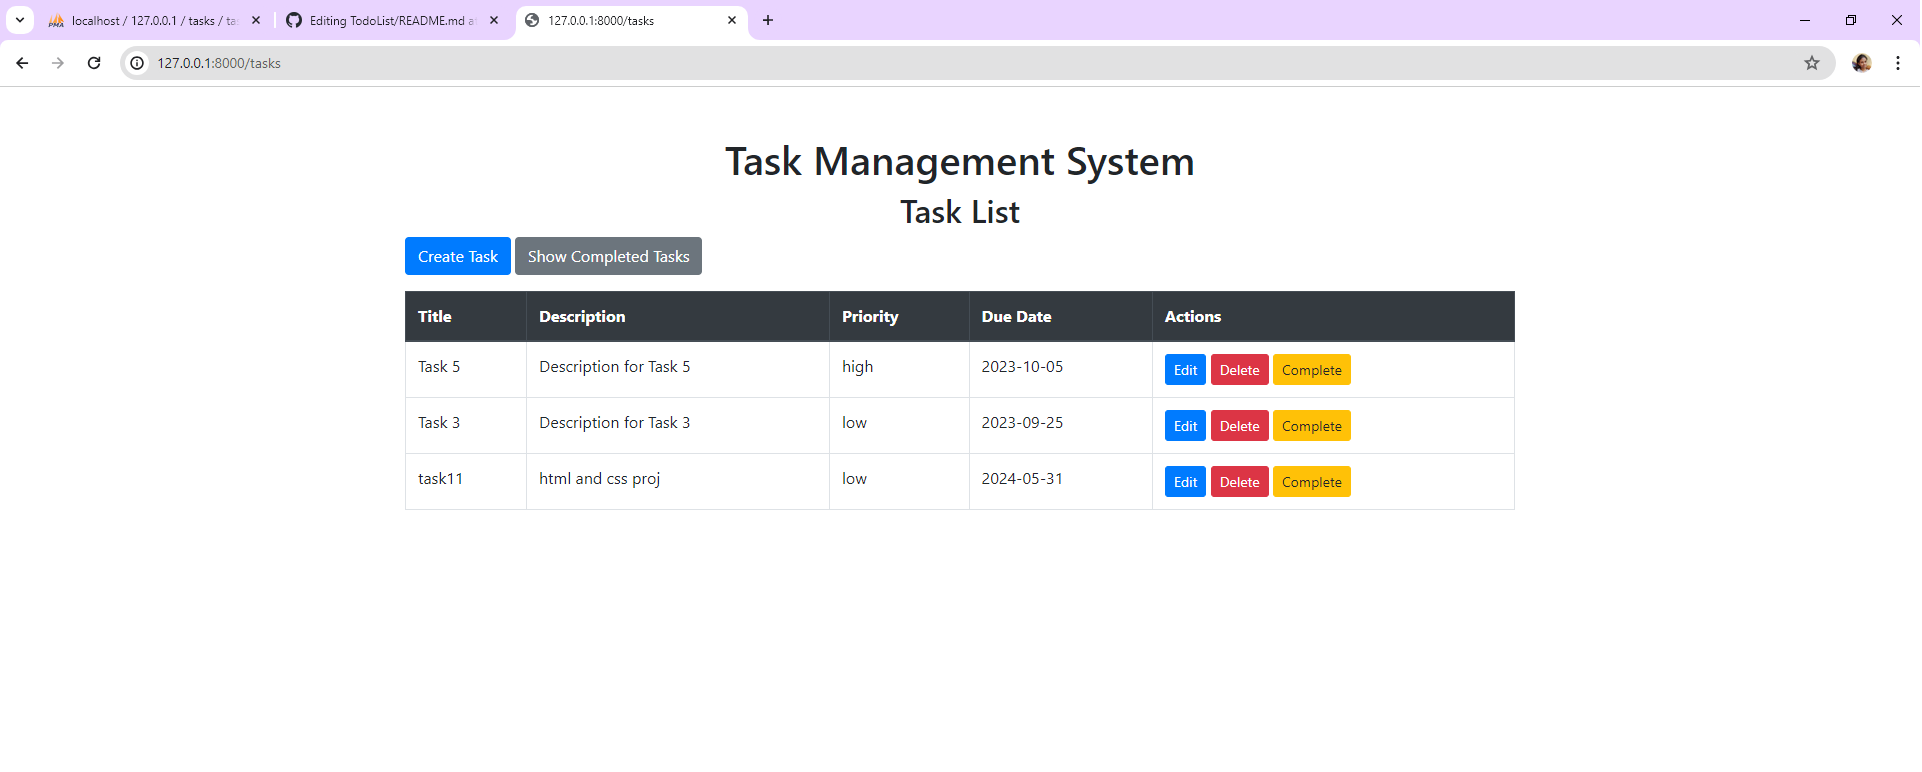 localhost / 127.0.0.1 / tasks / ta
Editing TodoList/README.md a
127.0.0.1:8000/tasks
127.0.0.1:8000/tasks
Task Management System
Task List
Create Task Show Completed Tasks
Title Description Priority Due Date Actions
Task 5 Description for Task 5 high 2023-10-05 Edit Delete Complete
Task 3 Description for Task 3 low 2023-09-25 Edit Delete Complete
task11 html and css proj low 2024-05-31 Edit Delete Complete